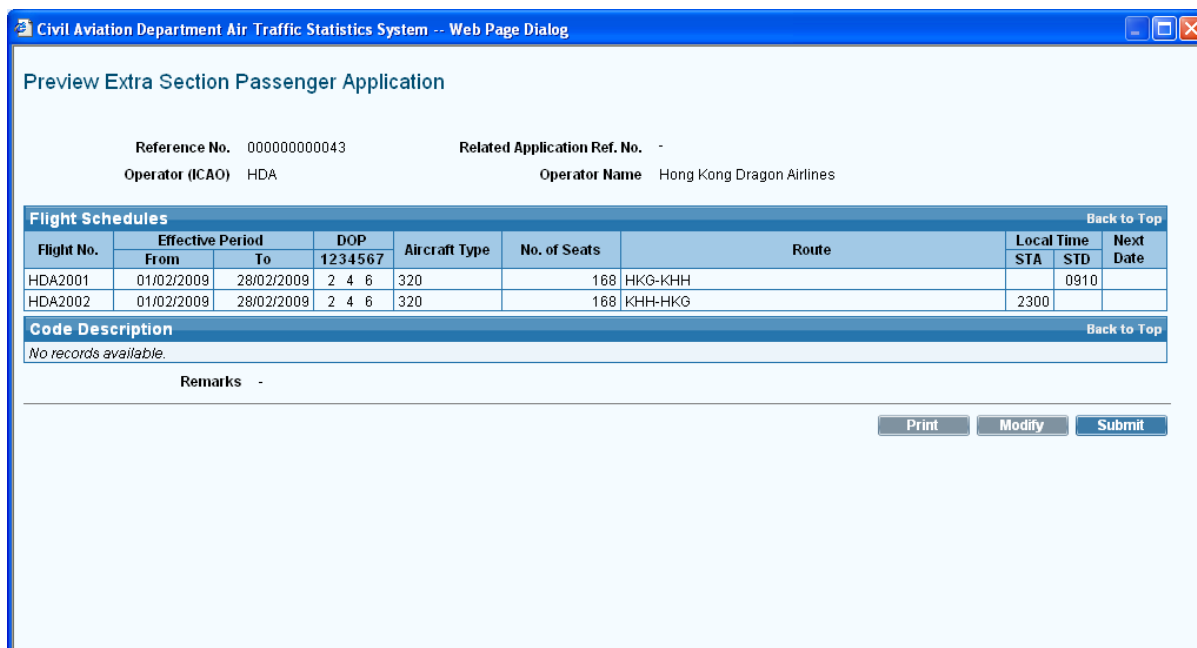 Civil Aviation Department Air Traffic Statistics System -- Web Page Dialog
Preview Extra Section Passenger Application
Reference No. 000000000043 Related Application Ref. No. -
Operator (ICAO) HDA Operator Name Hong Kong Dragon Airlines
Flight Schedules Back to Top
Flight No. Effective Period DOP Aircraft Type No. of Seats Route Local Time Next Date
From To 1234567 STA STD
HDA2001 01/02/2009 28/02/2009 2 4 6 320 168 HKG-KHH 0910
HDA2002 01/02/2009 28/02/2009 2 4 6 320 168 KHH-HKG 2300
Code Description Back to Top
No records available.
Remarks -
Print Modify Submit